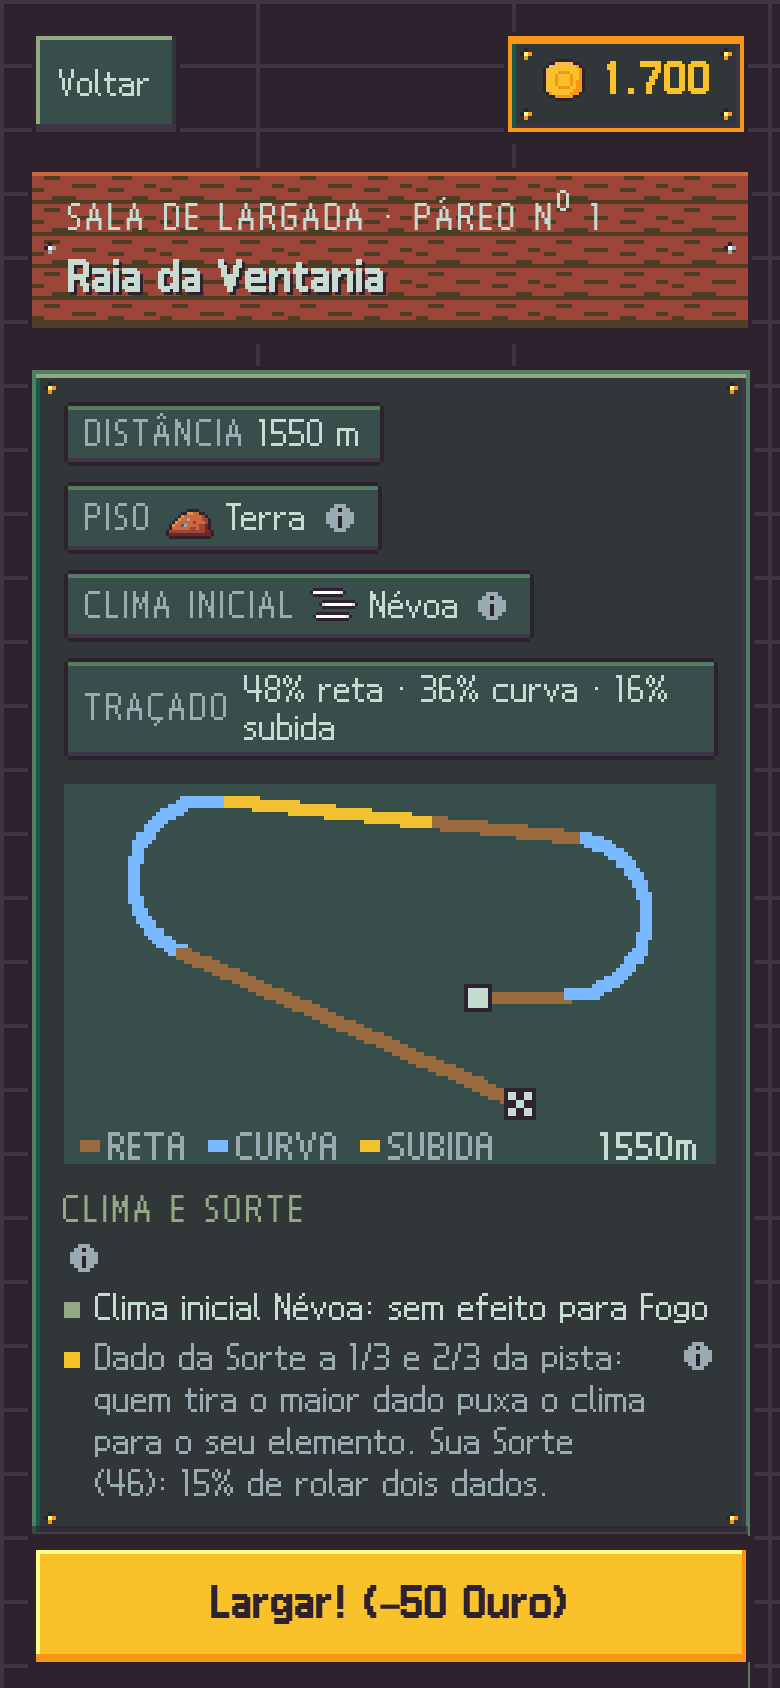 Voltar
1.700
SALA DE LARGADA · PÁREO Nº 1
Raia da Ventania
DISTÂNCIA 1550 m
PISO Terra
CLIMA INICIAL Névoa
TRAÇADO 48% reta · 36% curva · 16%
subida
RETA CURVA SUBIDA 1550m
CLIMA E SORTE
Clima inicial Névoa: sem efeito para Fogo
Dado da Sorte a 1/3 e 2/3 da pista:
quem tira o maior dado puxa o clima
para o seu elemento. Sua Sorte
(46): 15% de rolar dois dados.
Largar! (–50 Ouro)